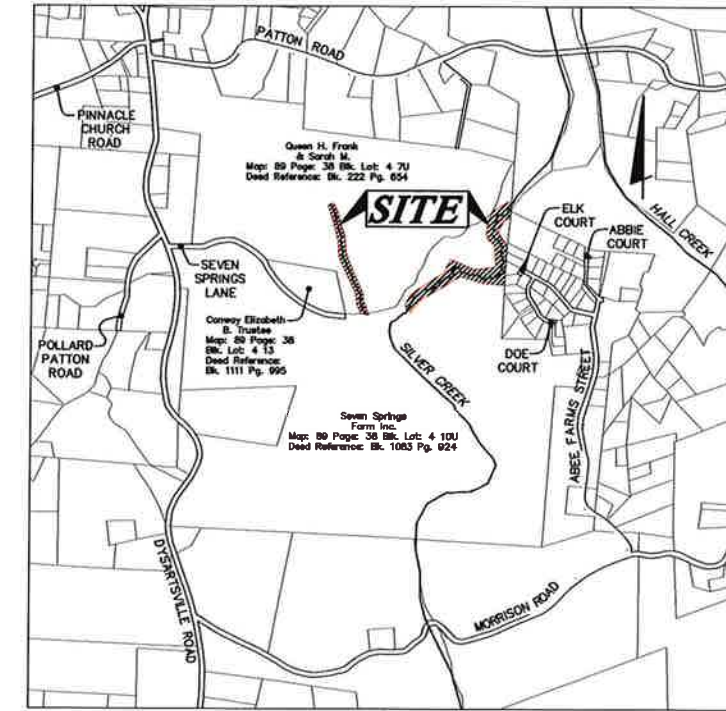 PATTON ROAD
PINNACLE
CHURCH
ROAD
Queen H. Frank
& Sarah M.
Map: 89 Page: 38 Blk. Lot: 4 7U
Deed Reference: Bk. 222 Pg. 654
SITE
ELK
COURT
ABBIE
COURT
HALL CREEK
SEVEN
SPRINGS
LANE
Conway Elizabeth
B. Trustee
Map: 89 Page: 38
Blk. Lot: 4 13
Deed Reference:
Bk. 1111 Pg. 995
POLLARD
PATTON
ROAD
SILVER CREEK
DOE
COURT
ABEE FARMS STREET
Seven Springs
Farm Inc.
Map: 89 Page: 38 Blk. Lot: 4 10U
Deed Reference: Bk. 1083 Pg. 924
DYSARTSVILLE ROAD
MORRISON ROAD